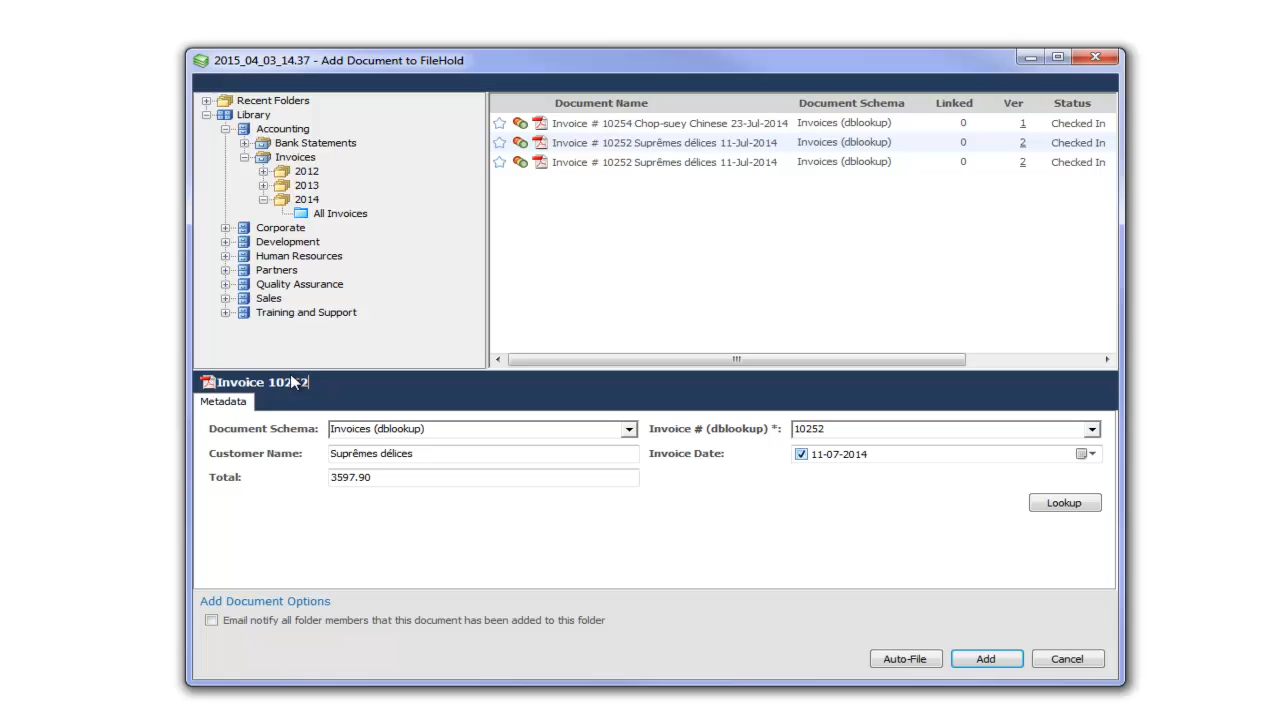 2015_04_03_14.37 - Add Document to FileHold
Recent Folders
Library
Accounting
Bank Statements
Invoices
2012
2013
2014
All Invoices
Corporate
Development
Human Resources
Partners
Quality Assurance
Sales
Training and Support
Document Name Document Schema Linked Ver Status
Invoice # 10254 Chop-suey Chinese 23-Jul-2014 Invoices (dblookup) 0 1 Checked In
Invoice # 10252 Suprêmes délices 11-Jul-2014 Invoices (dblookup) 0 2 Checked In
Invoice # 10252 Suprêmes délices 11-Jul-2014 Invoices (dblookup) 0 2 Checked In
Invoice 10252
Metadata
Document Schema: Invoices (dblookup) Invoice # (dblookup) *: 10252
Customer Name: Suprêmes délices Invoice Date: 11-07-2014
Total: 3597.90
Lookup
Add Document Options
Email notify all folder members that this document has been added to this folder
Auto-File Add Cancel